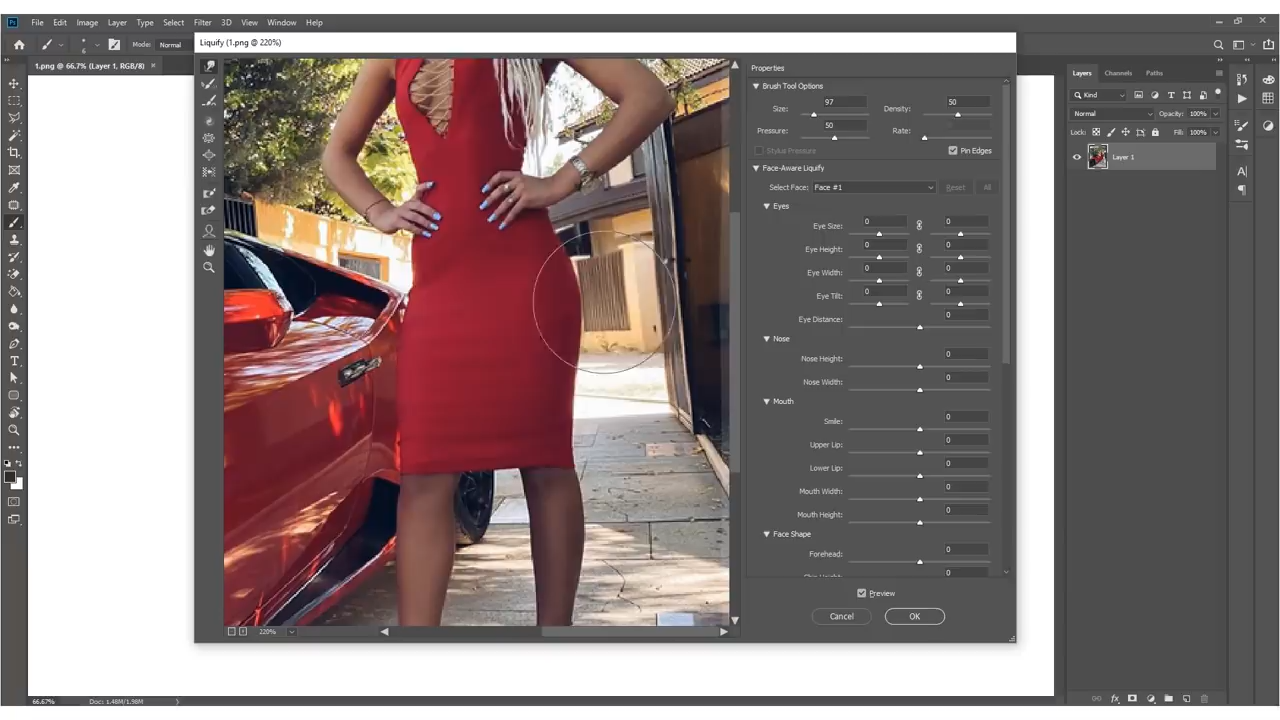 Ps File Edit Image Layer Type Select Filter 3D View Window Help
6 Mode: Normal
Liquify (1.png @ 220%)
1.png @ 66.7% (Layer 1, RGB/8) ×
Properties
Brush Tool Options
Size: 97 Density: 50
Pressure: 50 Rate:
Stylus Pressure Pin Edges
Face-Aware Liquify
Select Face: Face #1 Reset All
Eyes
Eye Size: 0 0
Eye Height: 0 0
Eye Width: 0 0
Eye Tilt: 0 0
Eye Distance: 0
Nose
Nose Height: 0
Nose Width: 0
Mouth
Smile: 0
Upper Lip: 0
Lower Lip: 0
Mouth Width: 0
Mouth Height: 0
Face Shape
Forehead: 0
0
Preview
Cancel OK
220%
Layers Channels Paths
Kind
Normal Opacity: 100%
Lock: Fill: 100%
Layer 1
66.67% Doc: 1.48M/1.98M
fx